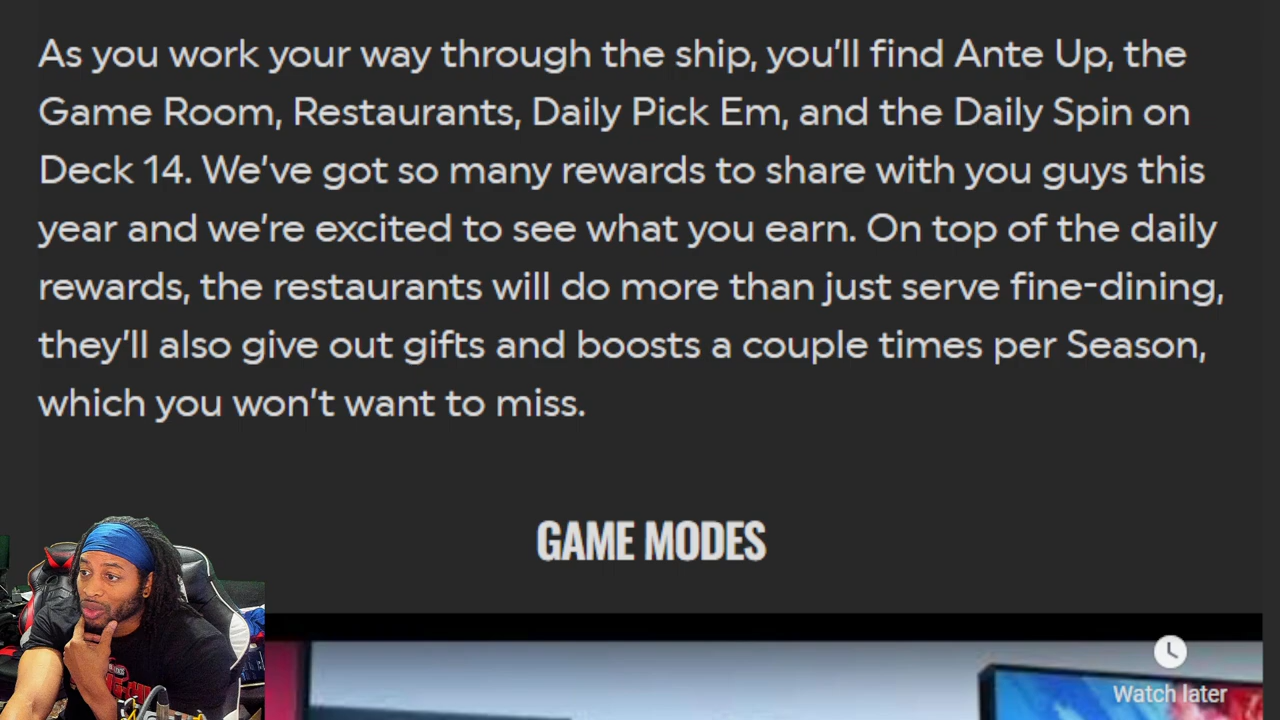 As you work your way through the ship, you'll find Ante Up, the
Game Room, Restaurants, Daily Pick Em, and the Daily Spin on
Deck 14. We've got so many rewards to share with you guys this
year and we're excited to see what you earn. On top of the daily
rewards, the restaurants will do more than just serve fine-dining,
they'll also give out gifts and boosts a couple times per Season,
which you won't want to miss.
GAME MODES
Watch later